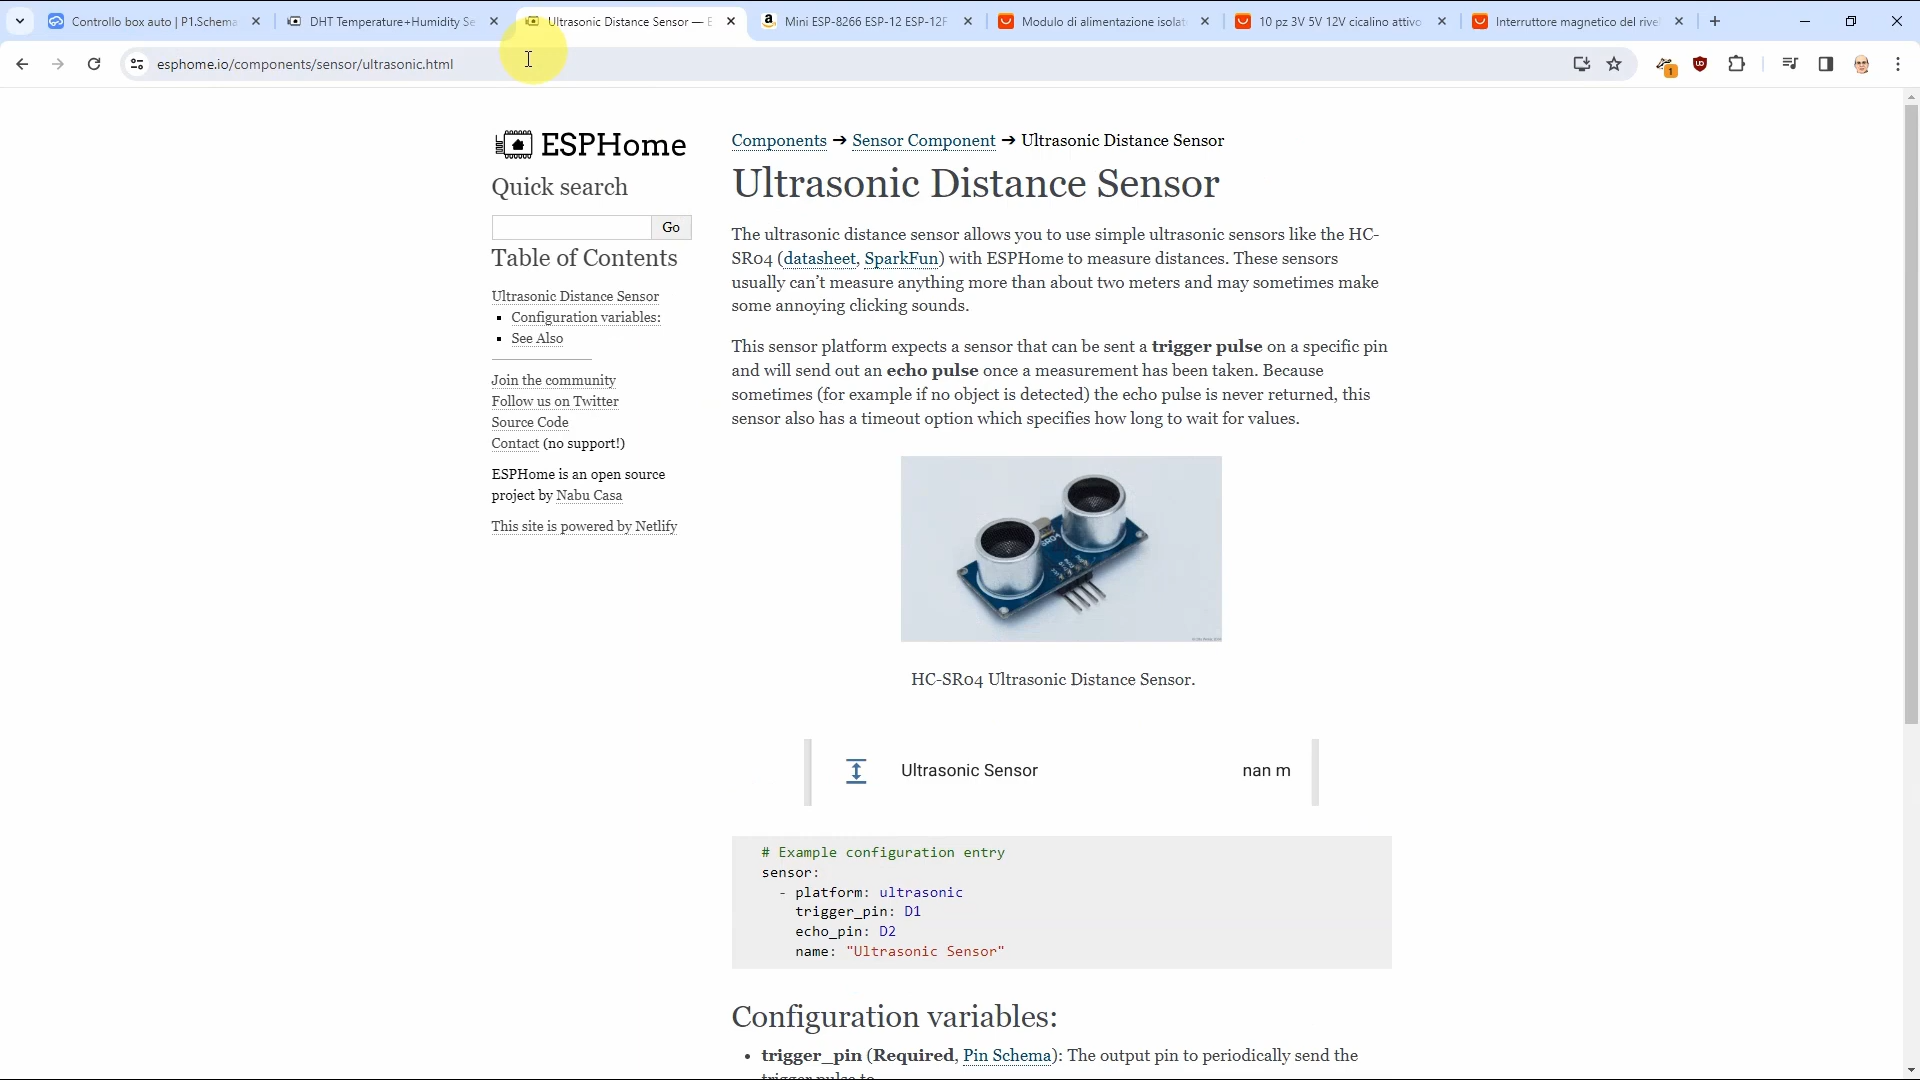 Controllo box auto | P1.Schema
DHT Temperature+Humidity Se
Ultrasonic Distance Sensor — E
Mini ESP-8266 ESP-12 ESP-12F
Modulo di alimentazione isolat
10 pz 3V 5V 12V cicalino attivo
Interruttore magnetico del rive
esphome.io/components/sensor/ultrasonic.html
1
ESPHome
Quick search
Go
Table of Contents
Ultrasonic Distance Sensor
Configuration variables:
See Also
Join the community
Follow us on Twitter
Source Code
Contact (no support!)
ESPHome is an open source
project by Nabu Casa
This site is powered by Netlify
Components → Sensor Component → Ultrasonic Distance Sensor
Ultrasonic Distance Sensor
The ultrasonic distance sensor allows you to use simple ultrasonic sensors like the HC-
SR04 (datasheet, SparkFun) with ESPHome to measure distances. These sensors
usually can’t measure anything more than about two meters and may sometimes make
some annoying clicking sounds.
This sensor platform expects a sensor that can be sent a trigger pulse on a specific pin
and will send out an echo pulse once a measurement has been taken. Because
sometimes (for example if no object is detected) the echo pulse is never returned, this
sensor also has a timeout option which specifies how long to wait for values.
HC-SR04 Ultrasonic Distance Sensor.
Ultrasonic Sensor nan m
# Example configuration entry
sensor:
- platform: ultrasonic
trigger_pin: D1
echo_pin: D2
name: "Ultrasonic Sensor"
Configuration variables:
• trigger_pin (Required, Pin Schema): The output pin to periodically send the
trigger pulse to.